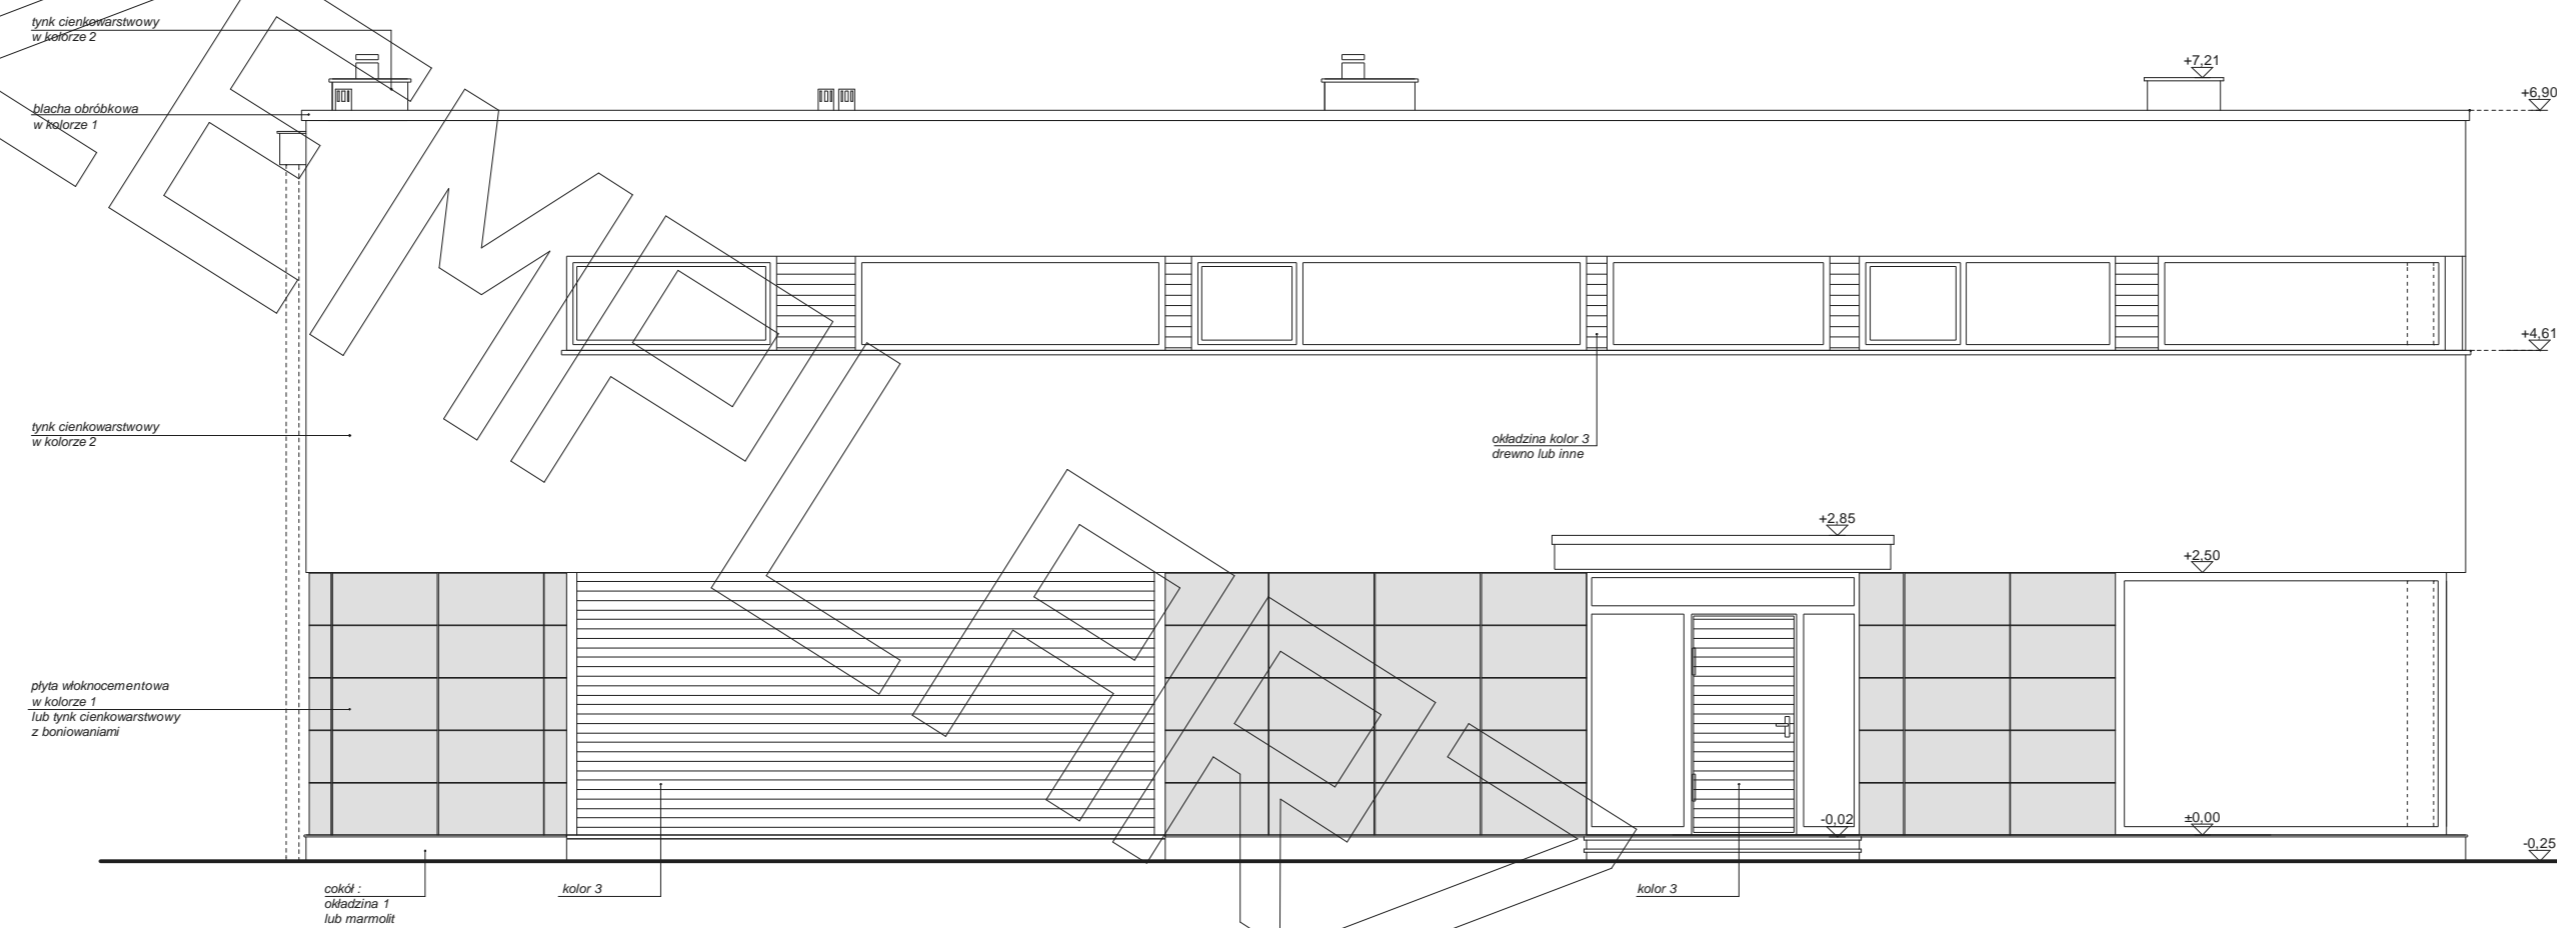 tynk cienkowarstwowy
w kolorze 2
blacha obróbkowa
w kolorze 1
+7,21
+6,90
+4,61
tynk cienkowarstwowy
w kolorze 2
okładzina kolor 3
drewno lub inne
+2,85
+2,50
płyta włoknocementowa
w kolorze 1
lub tynk cienkowarstwowy
z boniowaniami
-0,02
±0,00
-0,25
cokół :
okładzina 1
lub marmolit
kolor 3
kolor 3